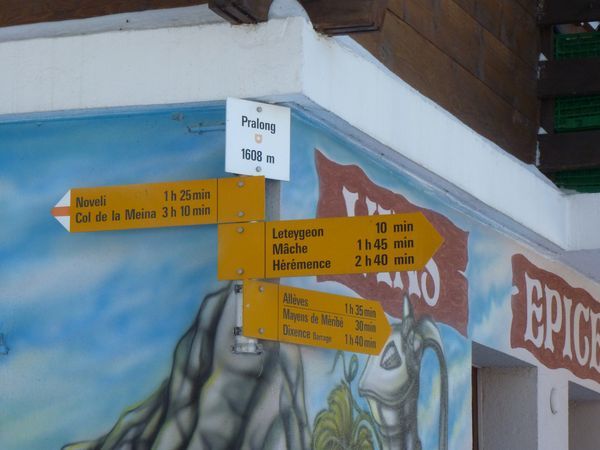 Pralong
1608 m
Noveli 1 h 25 min
Col de la Meina 3 h 10 min
Leteygeon 10 min
Mâche 1 h 45 min
Hérémence 2 h 40 min
Allèves 1 h 35 min
Mayens de Méribé 30 min
Dixence Barrage 1 h 40 min
VINS
EPICE